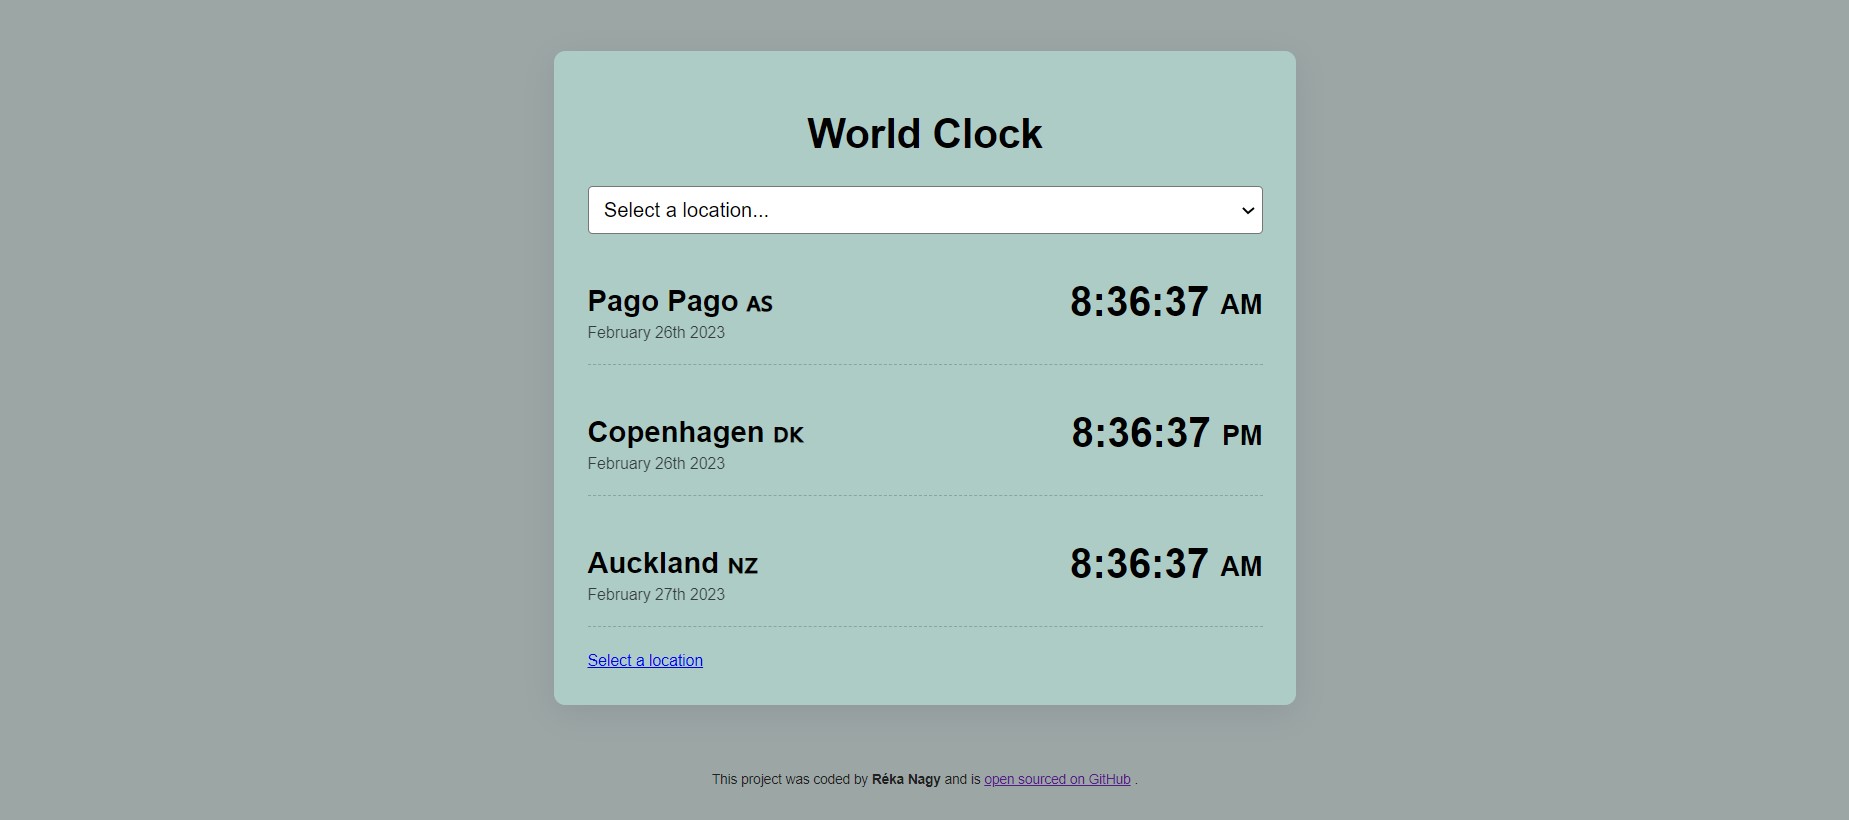 World Clock
Select a location...
Pago Pago AS
8:36:37 AM
February 26th 2023
Copenhagen DK
8:36:37 PM
February 26th 2023
Auckland NZ
8:36:37 AM
February 27th 2023
Select a location
This project was coded by Réka Nagy and is open sourced on GitHub .